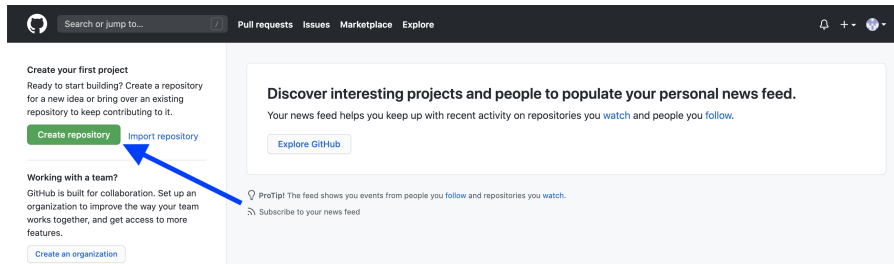 Search or jump to... /
Pull requests Issues Marketplace Explore
Create your first project
Ready to start building? Create a repository
for a new idea or bring over an existing
repository to keep contributing to it.
Create repository Import repository
Working with a team?
GitHub is built for collaboration. Set up an
organization to improve the way your team
works together, and get access to more
features.
Create an organization
Discover interesting projects and people to populate your personal news feed.
Your news feed helps you keep up with recent activity on repositories you watch and people you follow.
Explore GitHub
ProTip! The feed shows you events from people you follow and repositories you watch.
Subscribe to your news feed